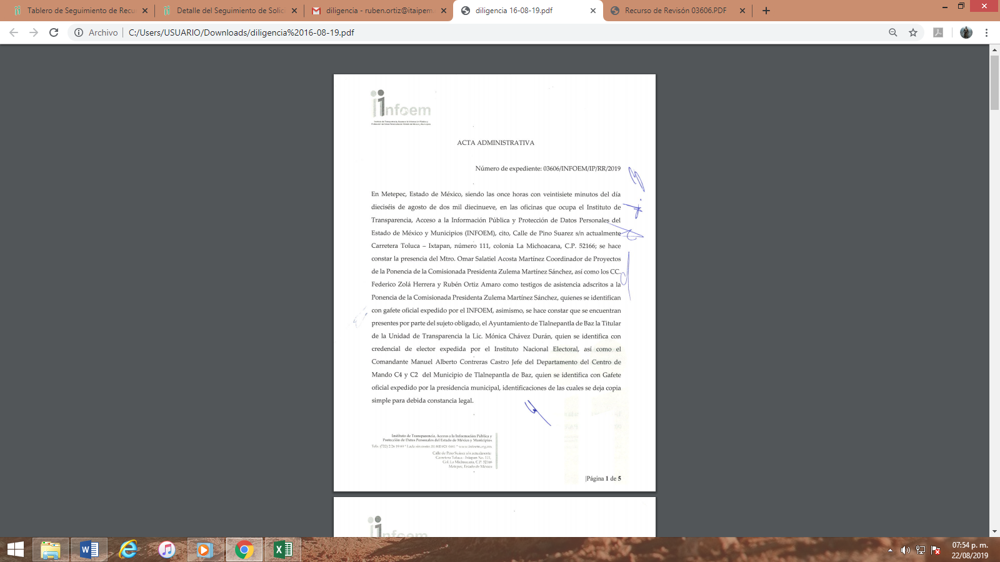 Tablero de Seguimiento de Recu
Detalle del Seguimiento de Solic
diligencia - ruben.ortiz@itaipem.
diligencia 16-08-19.pdf
Recurso de Revisón 03606.PDF
Archivo
C:/Users/USUARIO/Downloads/diligencia%2016-08-19.pdf
infoem
Instituto de Transparencia, Acceso a la Información Pública y
Protección de Datos Personales del Estado de México y Municipios
ACTA ADMINISTRATIVA
Número de expediente: 03606/INFOEM/IP/RR/2019
En Metepec, Estado de México, siendo las once horas con veintisiete minutos del día
dieciséis de agosto de dos mil diecinueve, en las oficinas que ocupa el Instituto de
Transparencia, Acceso a la Información Pública y Protección de Datos Personales del
Estado de México y Municipios (INFOEM), cito, Calle de Pino Suarez s/n actualmente
Carretera Toluca – Ixtapan, número 111, colonia La Michoacana, C.P. 52166; se hace
constar la presencia del Mtro. Omar Salatiel Acosta Martínez Coordinador de Proyectos
de la Ponencia de la Comisionada Presidenta Zulema Martínez Sánchez, así como los CC.
Federico Zolá Herrera y Rubén Ortiz Amaro como testigos de asistencia adscritos a la
Ponencia de la Comisionada Presidenta Zulema Martínez Sánchez, quienes se identifican
con gafete oficial expedido por el INFOEM, asimismo, se hace constar que se encuentran
presentes por parte del sujeto obligado, el Ayuntamiento de Tlalnepantla de Baz la Titular
de la Unidad de Transparencia la Lic. Mónica Chávez Durán, quien se identifica con
credencial de elector expedida por el Instituto Nacional Electoral, así como el
Comandante Manuel Alberto Contreras Castro Jefe del Departamento del Centro de
Mando C4 y C2 del Municipio de Tlalnepantla de Baz, quien se identifica con Gafete
oficial expedido por la presidencia municipal, identificaciones de las cuales se deja copia
simple para debida constancia legal.
Instituto de Transparencia, Acceso a la Información Pública y
Protección de Datos Personales del Estado de México y Municipios
Tels. (722) 2 26 19 80 * Lada sin costo: 01 800 821 0441 * www.infoem.org.mx
Calle de Pino Suárez s/n actualmente
Carretera Toluca - Ixtapan No. 111,
Col. La Michoacana, C.P. 52166
Metepec, Estado de México
|Página 1 de 5
infoem
07:54 p. m.
22/08/2019